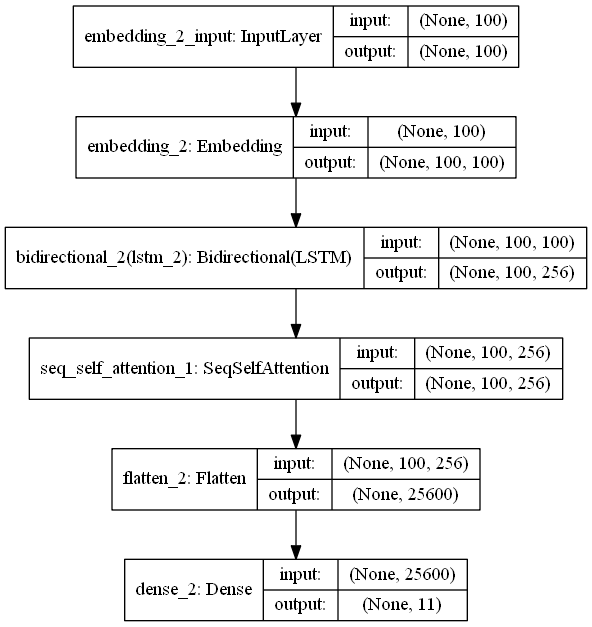 embedding_2_input: InputLayer
input: (None, 100)
output: (None, 100)
embedding_2: Embedding
input: (None, 100)
output: (None, 100, 100)
bidirectional_2(lstm_2): Bidirectional(LSTM)
input: (None, 100, 100)
output: (None, 100, 256)
seq_self_attention_1: SeqSelfAttention
input: (None, 100, 256)
output: (None, 100, 256)
flatten_2: Flatten
input: (None, 100, 256)
output: (None, 25600)
dense_2: Dense
input: (None, 25600)
output: (None, 11)